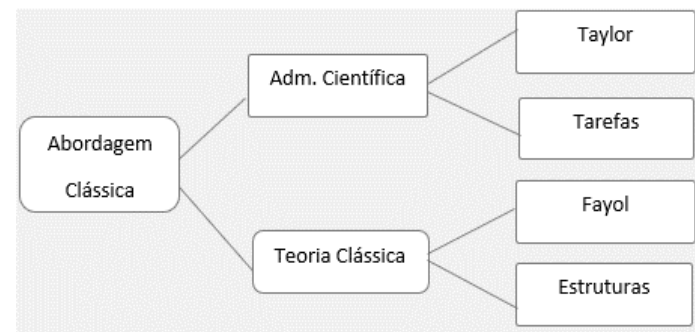 Abordagem
Clássica
Adm. Científica
Teoria Clássica
Taylor
Tarefas
Fayol
Estruturas